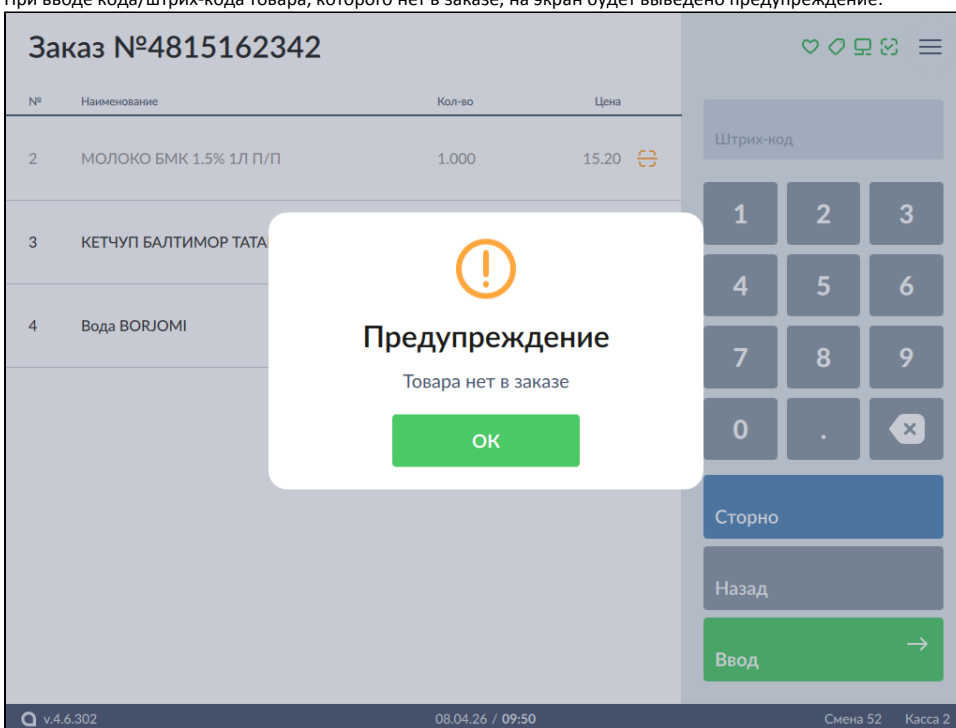 При вводе кода/штрих-кода товара, которого нет в заказе, на экран будет выведено предупреждение:
Заказ №4815162342
№ Наименование Кол-во Цена
2 МОЛОКО БМК 1.5% 1Л П/П 1.000 15.20
3 КЕТЧУП БАЛТИМОР
4 Вода BORJOMI
Предупреждение
Товара нет в заказе
ОК
Штрих-код
1 2 3
4 5 6
7 8 9
0 .
Сторно
Назад
Ввод
v.4.6.302 08.04.26 / 09:50 Смена 52 Касса 2